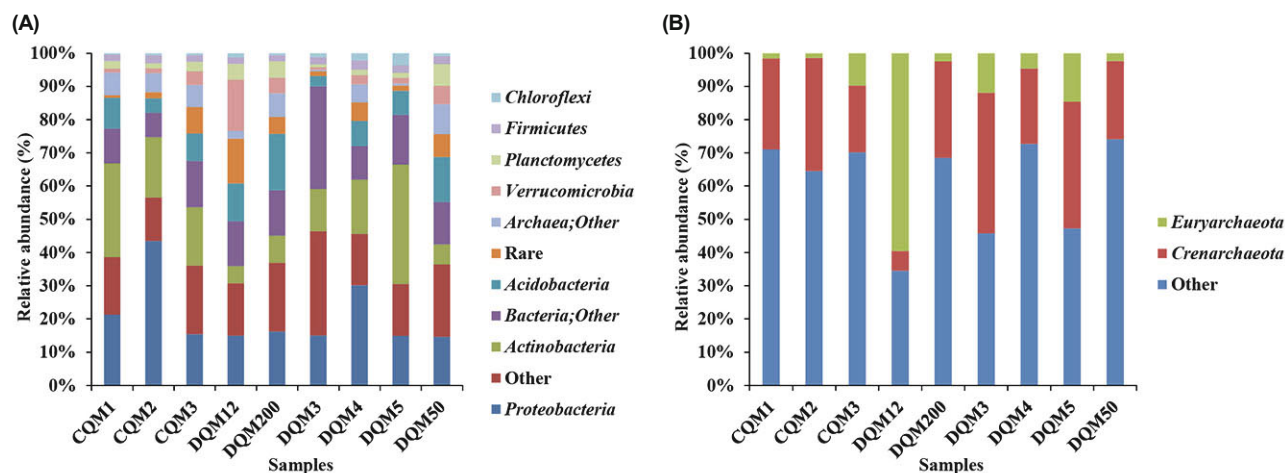 (A)
100%
90%
80%
70%
60%
50%
40%
30%
20%
10%
0%
Relative abundance (%)
CQM1
CQM2
CQM3
DQM12
DQM200
DQM3
DQM4
DQM5
DQM50
Samples
Chloroflexi
Firmicutes
Planctomycetes
Verrucomicrobia
Archaea;Other
Rare
Acidobacteria
Bacteria;Other
Actinobacteria
Other
Proteobacteria
(B)
100%
90%
80%
70%
60%
50%
40%
30%
20%
10%
0%
Relative abundance (%)
CQM1
CQM2
CQM3
DQM12
DQM200
DQM3
DQM4
DQM5
DQM50
Samples
Euryarchaeota
Crenarchaeota
Other